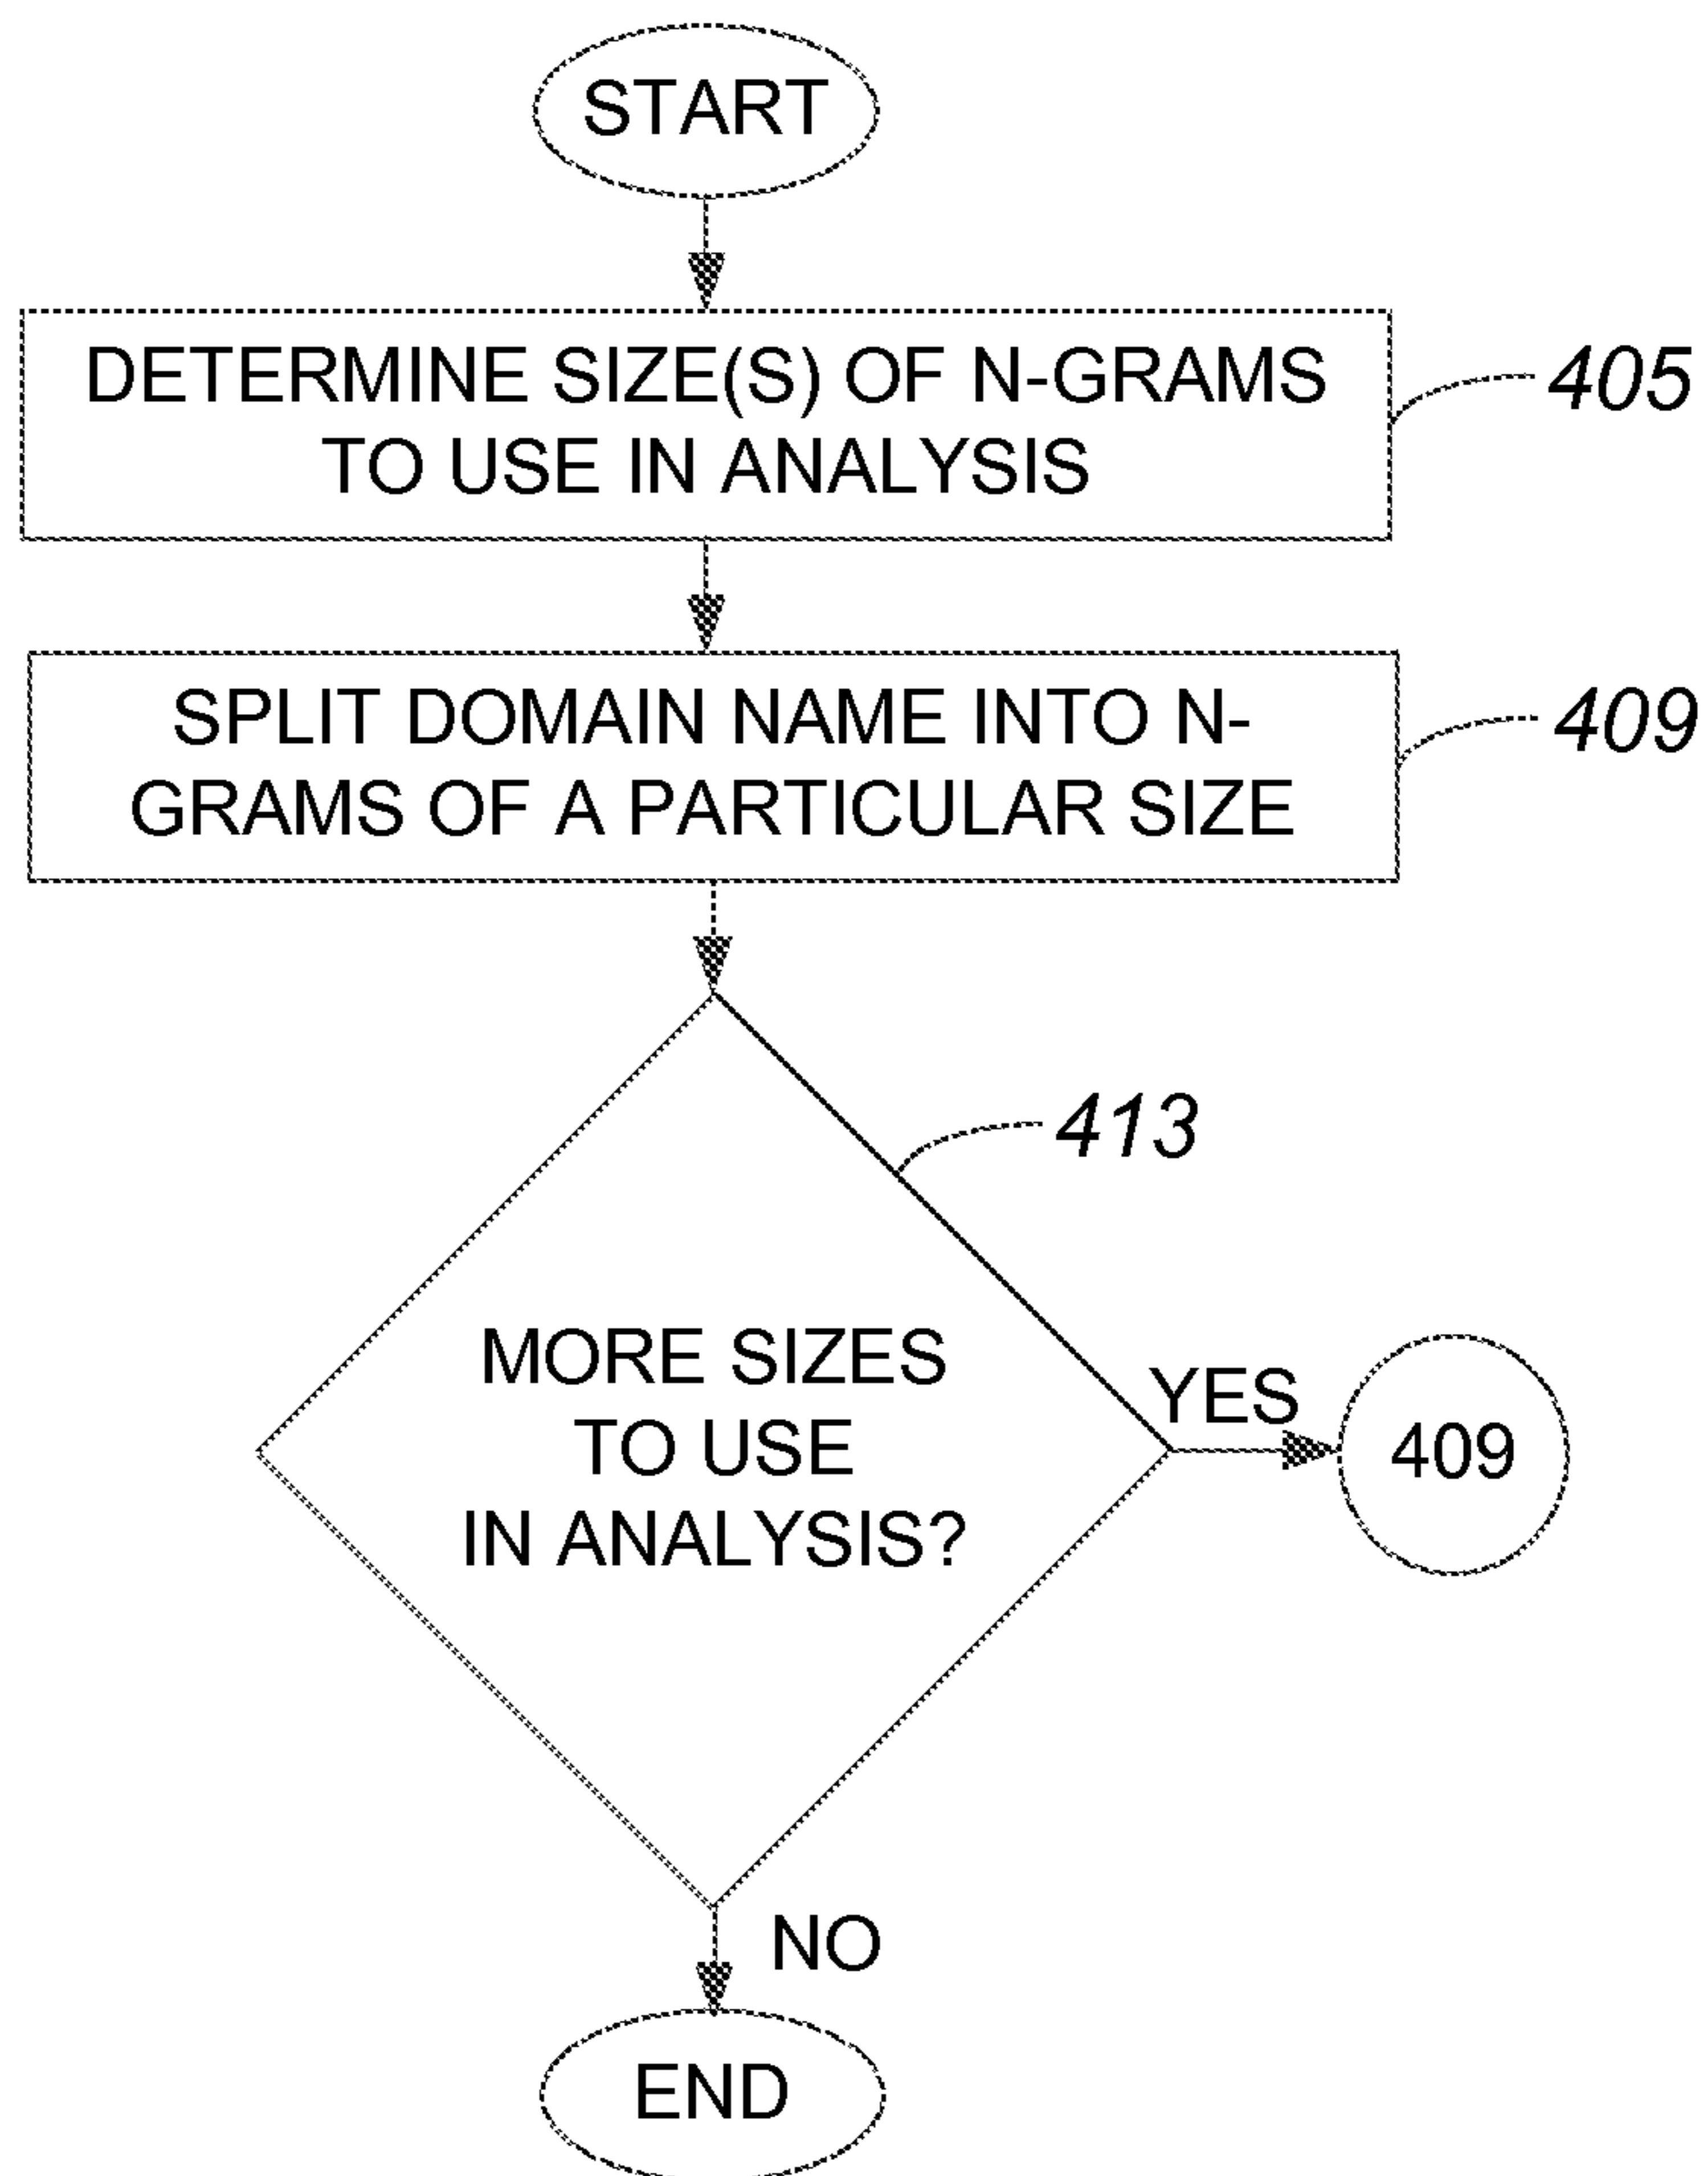 START
DETERMINE SIZE(S) OF N-GRAMS
TO USE IN ANALYSIS
405
SPLIT DOMAIN NAME INTO N-
GRAMS OF A PARTICULAR SIZE
409
413
MORE SIZES
TO USE
IN ANALYSIS?
YES
409
NO
END